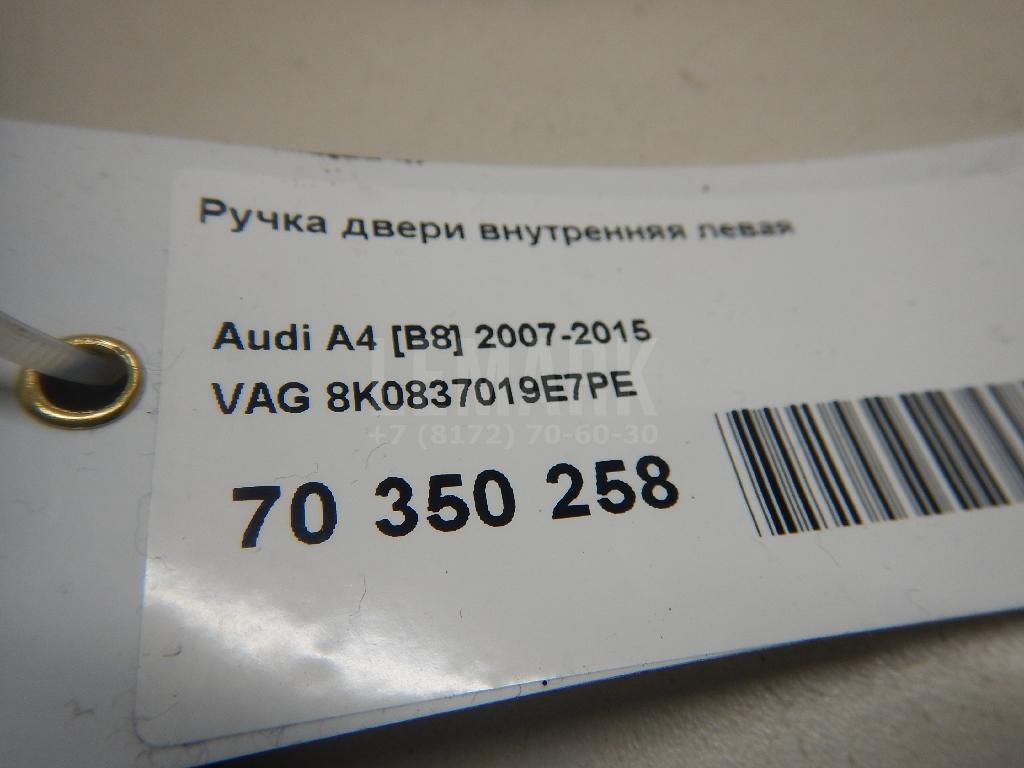 Ручка двери внутренняя левая
Audi A4 [B8] 2007-2015
VAG 8K0837019E7PE
LEMARK
+7 (8172) 70-60-30
70 350 258